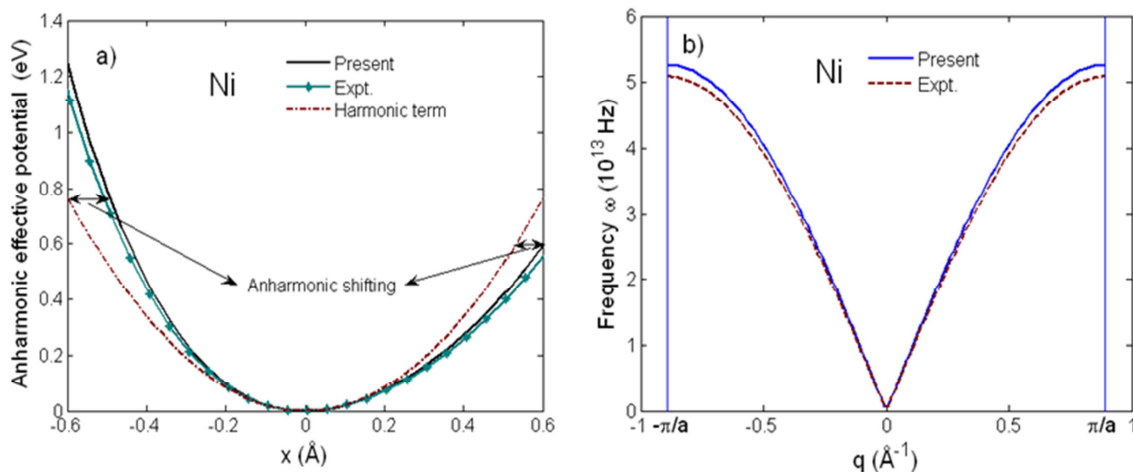 a)
Ni
Present
Expt.
Harmonic term
Anharmonic shifting
Anharmonic effective potential (eV)
1.4
1.2
1
0.8
0.6
0.4
0.2
0
-0.6
-0.4
-0.2
0
0.2
0.4
0.6
x (Å)
b)
Ni
Present
Expt.
Frequency ω (10¹³ Hz)
6
5
4
3
2
1
0
-1
-π/a
-0.5
0
0.5
π/a
1
q (Å⁻¹)